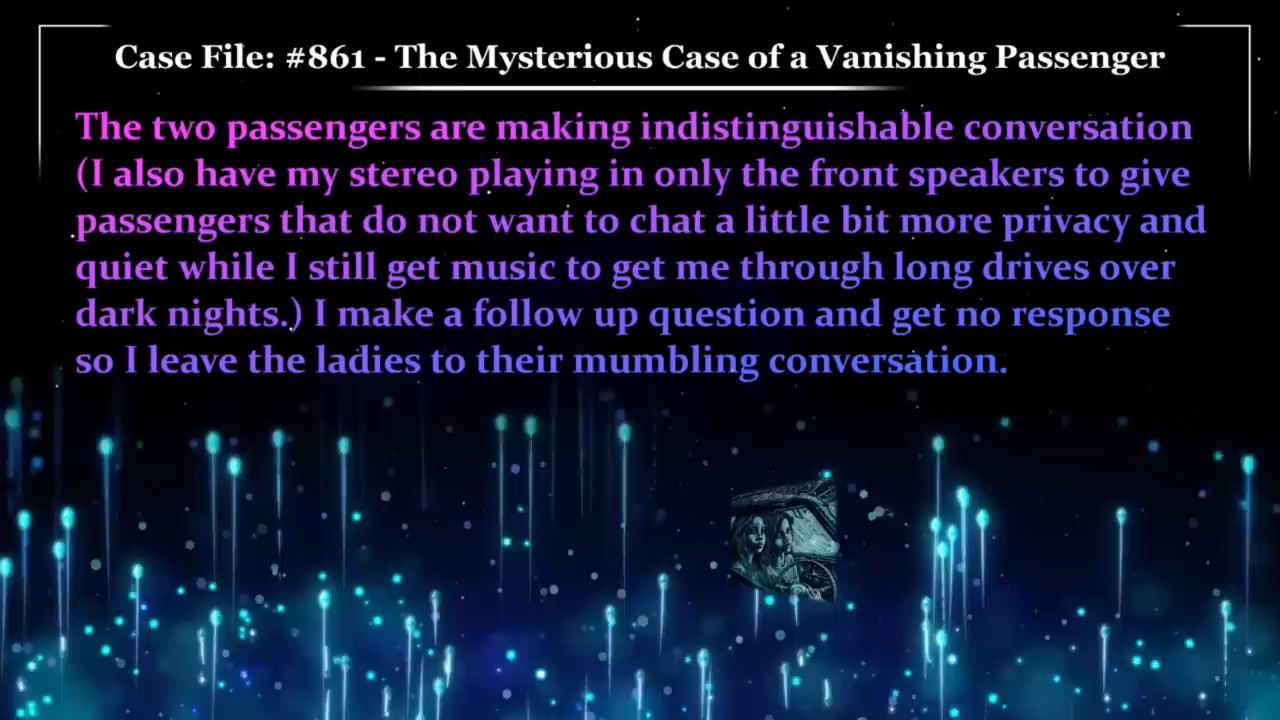 Case File: #861 - The Mysterious Case of a Vanishing Passenger
The two passengers are making indistinguishable conversation
(I also have my stereo playing in only the front speakers to give
passengers that do not want to chat a little bit more privacy and
quiet while I still get music to get me through long drives over
dark nights.) I make a follow up question and get no response
so I leave the ladies to their mumbling conversation.